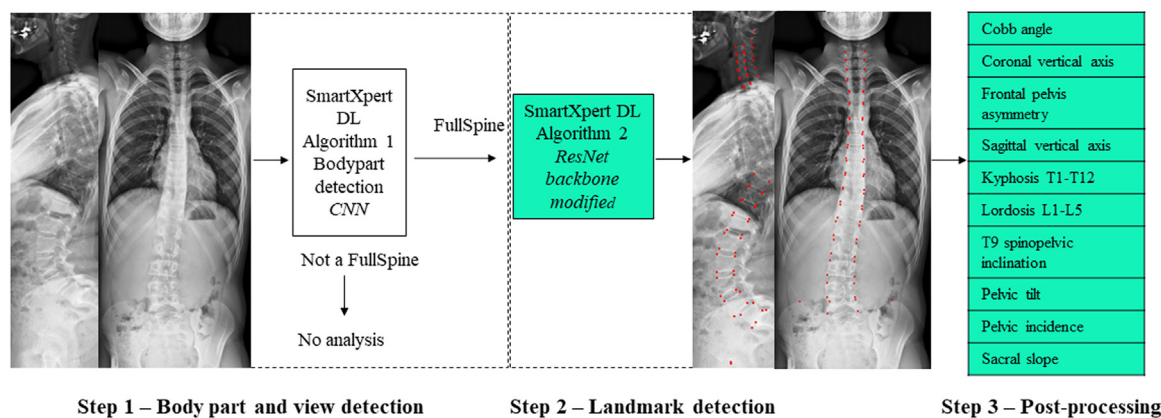 SmartXpert
DL
Algorithm 1
Bodypart
detection
CNN
Not a FullSpine
No analysis
FullSpine
SmartXpert DL
Algorithm 2
ResNet
backbone
modified
Cobb angle
Coronal vertical axis
Frontal pelvis
asymmetry
Sagittal vertical axis
Kyphosis T1-T12
Lordosis L1-L5
T9 spinopelvic
inclination
Pelvic tilt
Pelvic incidence
Sacral slope
Step 1 – Body part and view detection
Step 2 – Landmark detection
Step 3 – Post-processing